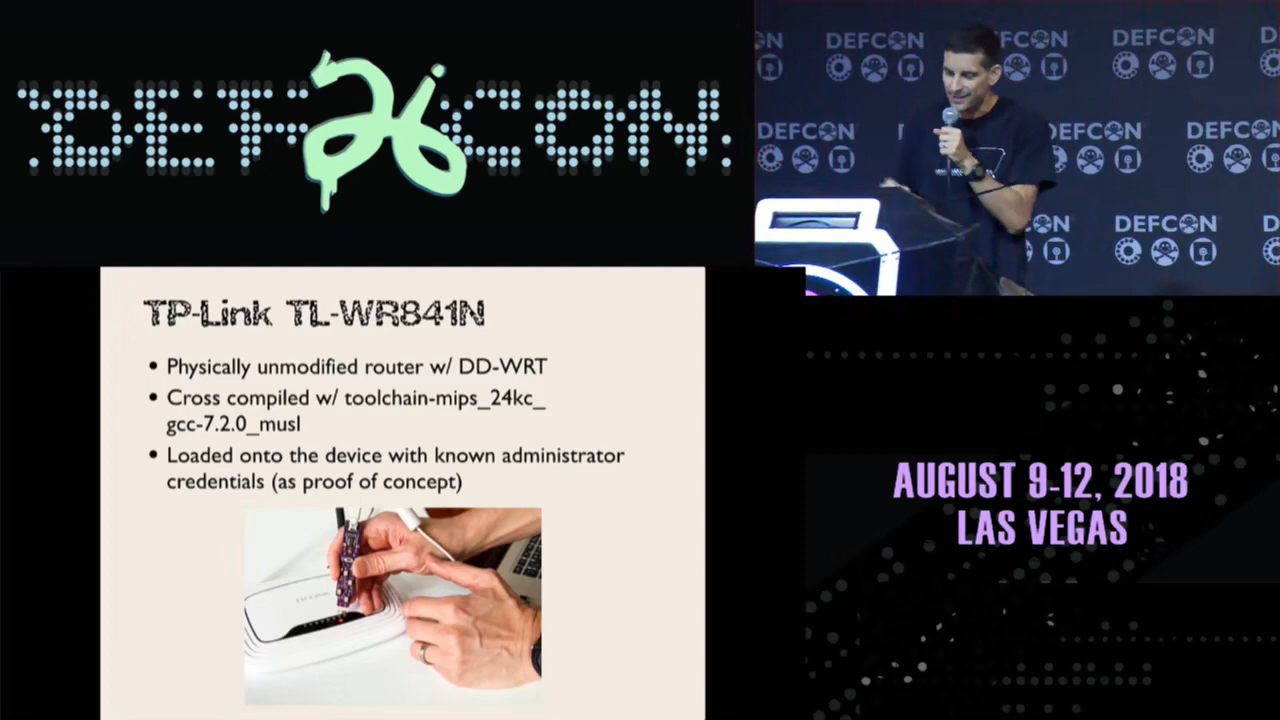 DEF 26 CON
DEFCON
DEFCON
DEFCON
DEFCON
DEFCON
DEFCON
DEFCON
TP-Link TL-WR841N
• Physically unmodified router w/ DD-WRT
• Cross compiled w/ toolchain-mips_24kc_
gcc-7.2.0_musl
• Loaded onto the device with known administrator
credentials (as proof of concept)
AUGUST 9-12, 2018
LAS VEGAS